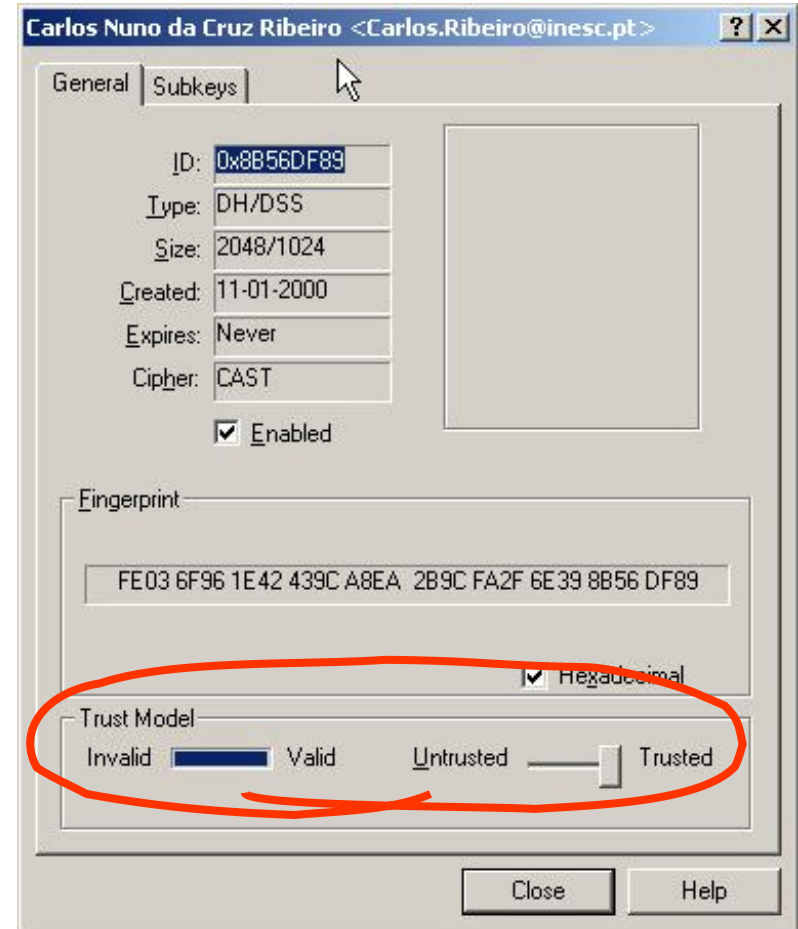 Carlos Nuno da Cruz Ribeiro <Carlos.Ribeiro@inesc.pt> ? X
General Subkeys
ID: 0x8B56DF89
Type: DH/DSS
Size: 2048/1024
Created: 11-01-2000
Expires: Never
Cipher: CAST
Enabled
Fingerprint
FE03 6F96 1E42 439C A8EA 2B9C FA2F 6E39 8B56 DF89
Hexadecimal
Trust Model
Invalid Valid Untrusted Trusted
Close Help